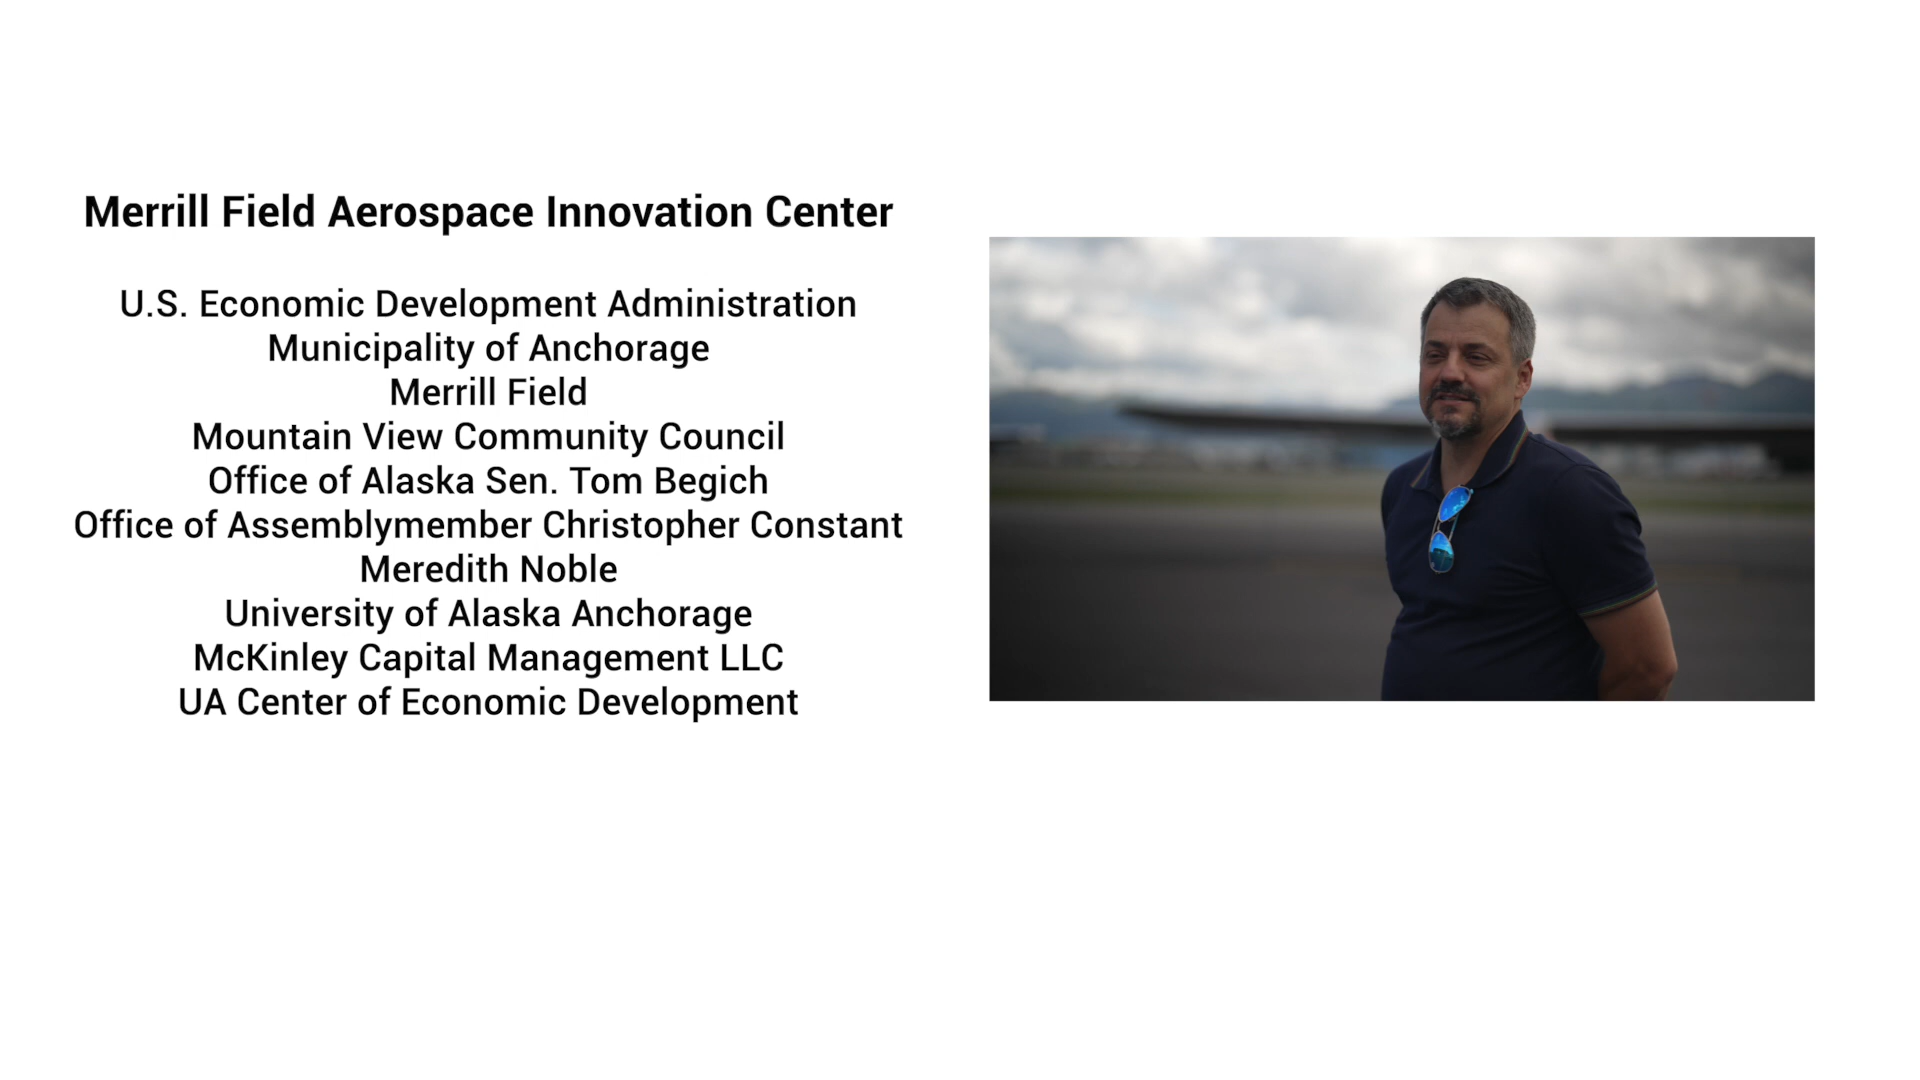 Merrill Field Aerospace Innovation Center
U.S. Economic Development Administration
Municipality of Anchorage
Merrill Field
Mountain View Community Council
Office of Alaska Sen. Tom Begich
Office of Assemblymember Christopher Constant
Meredith Noble
University of Alaska Anchorage
McKinley Capital Management LLC
UA Center of Economic Development